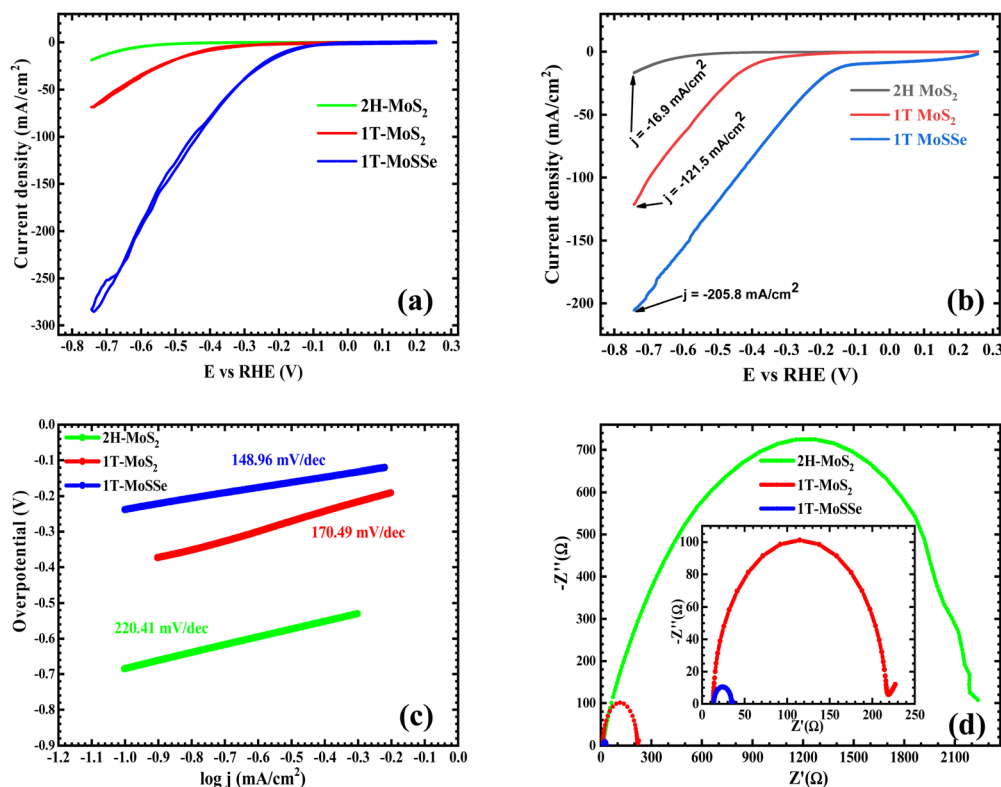 0
-50
-100
-150
-200
-250
-300
Current density (mA/cm²)
2H-MoS₂
1T-MoS₂
1T-MoSSe
(a)
-0.8 -0.7 -0.6 -0.5 -0.4 -0.3 -0.2 -0.1 0.0 0.1 0.2 0.3
E vs RHE (V)
0
-50
-100
-150
-200
Current density (mA/cm²)
2H MoS₂
1T MoS₂
1T MoSSe
j = -16.9 mA/cm²
j = -121.5 mA/cm²
j = -205.8 mA/cm²
(b)
-0.8 -0.7 -0.6 -0.5 -0.4 -0.3 -0.2 -0.1 0.0 0.1 0.2 0.3
E vs RHE (V)
0.0
-0.1
-0.2
-0.3
-0.4
-0.5
-0.6
-0.7
-0.8
-0.9
Overpotential (V)
2H-MoS₂
1T-MoS₂
1T-MoSSe
148.96 mV/dec
170.49 mV/dec
220.41 mV/dec
(c)
-1.2 -1.1 -1.0 -0.9 -0.8 -0.7 -0.6 -0.5 -0.4 -0.3 -0.2 -0.1 0.0
log j (mA/cm²)
700
600
500
400
300
200
100
0
-Z''(Ω)
2H-MoS₂
1T-MoS₂
1T-MoSSe
100
80
60
40
20
0
-Z''(Ω)
0 50 100 150 200 250
Z'(Ω)
(d)
0 300 600 900 1200 1500 1800 2100 2400
Z'(Ω)